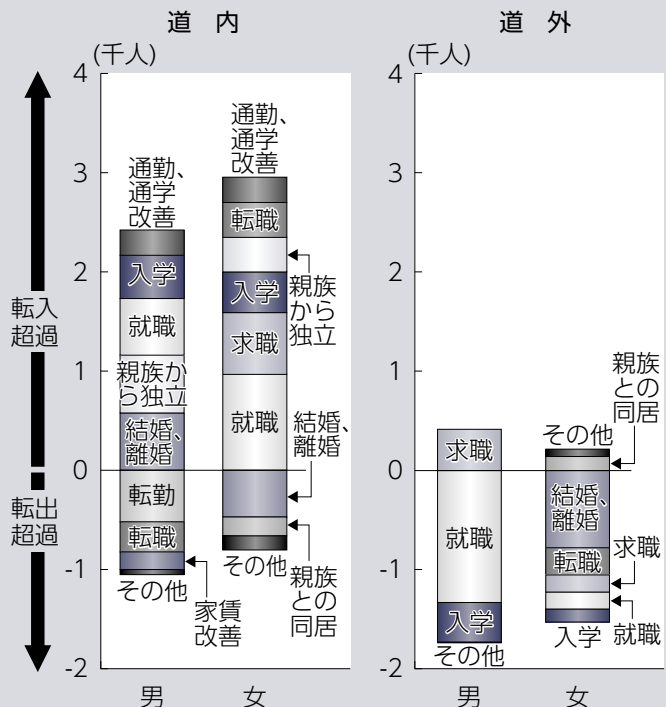 道 内
(千人)
4
3
2
1
0
-1
-2
転入
超過
転出
超過
通勤、
通学
改善
入学
就職
親族か
ら独立
結婚、
離婚
転勤
転職
その他
家賃
改善
男
通勤、
通学
改善
転職
親族
から
独立
入学
求職
就職
結婚、
離婚
親族
との
同居
その他
女
道 外
(千人)
4
3
2
1
0
-1
-2
求職
就職
入学
その他
男
その他
親族
との
同居
結婚、
離婚
転職
求職
就職
入学
女